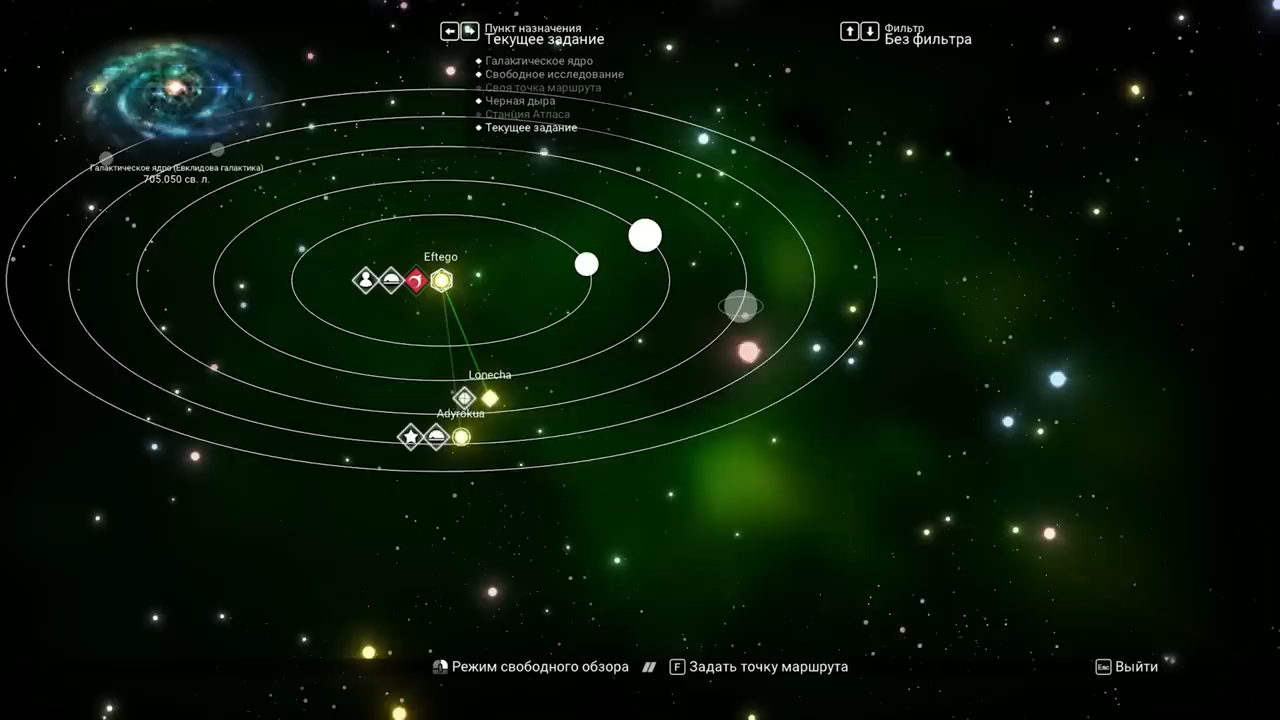 Пункт назначения
Текущее задание
Фильтр
Без фильтра
Галактическое ядро
Свободное исследование
Своя точка маршрута
Черная дыра
Станция Атласа
Текущее задание
Галактическое ядро (Евклидова галактика)
705.050 св. л.
Eftego
Lonecha
Adyrokua
Режим свободного обзора
F Задать точку маршрута
Esc Выйти